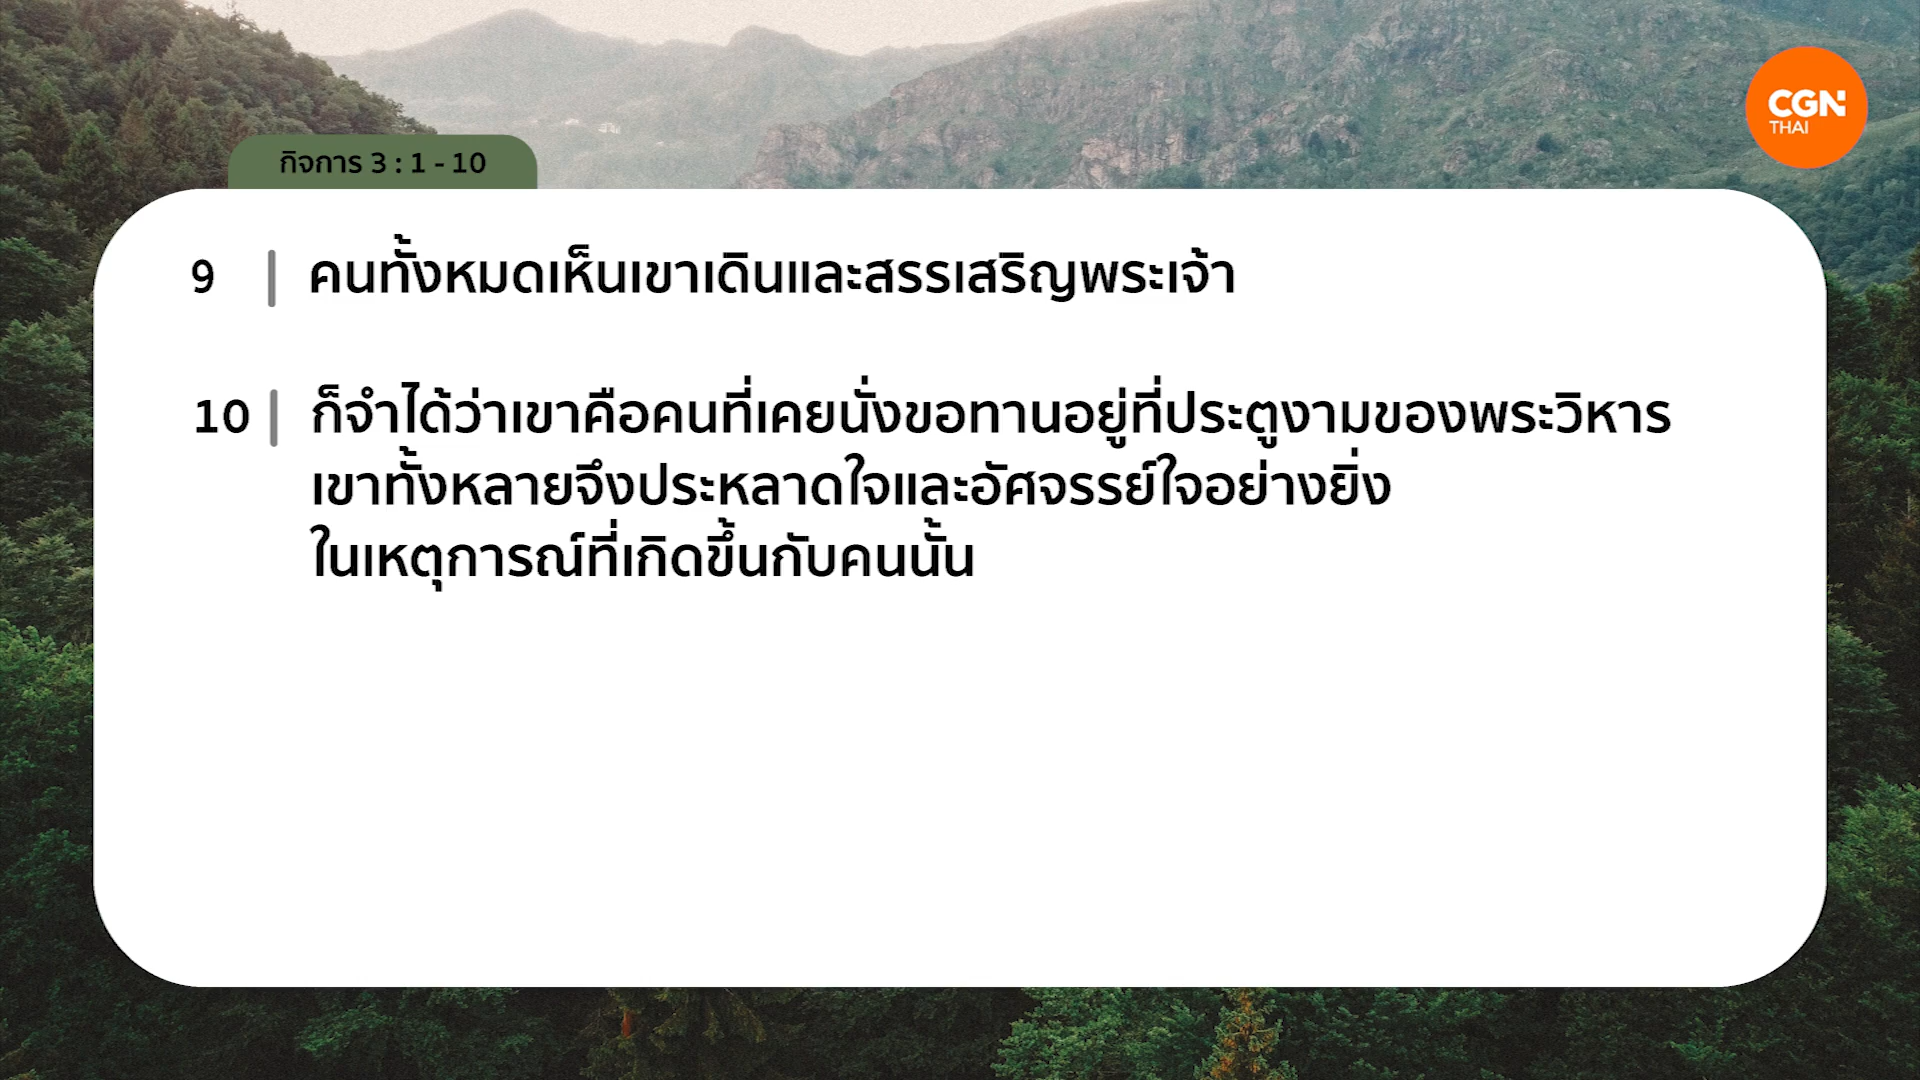 CGN
THAI
กิจการ 3 : 1 - 10
9 | คนทั้งหมดเห็นเขาเดินและสรรเสริญพระเจ้า
10 | ก็จำได้ว่าเขาคือคนที่เคยนั่งขอทานอยู่ที่ประตูงามของพระวิหาร
เขาทั้งหลายจึงประหลาดใจและอัศจรรย์ใจอย่างยิ่ง
ในเหตุการณ์ที่เกิดขึ้นกับคนนั้น